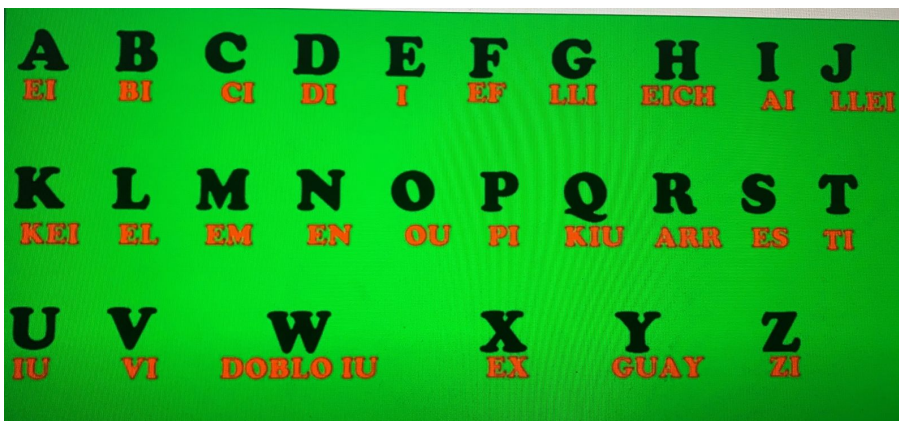 A B C D E F G H I J
EI BI CI DI I EF LLI EICH AI LLEI
K L M N O P Q R S T
KEI EL EM EN OU PI KIU ARR ES TI
U V W X Y Z
IU VI DOBLO IU EX GUAY ZI